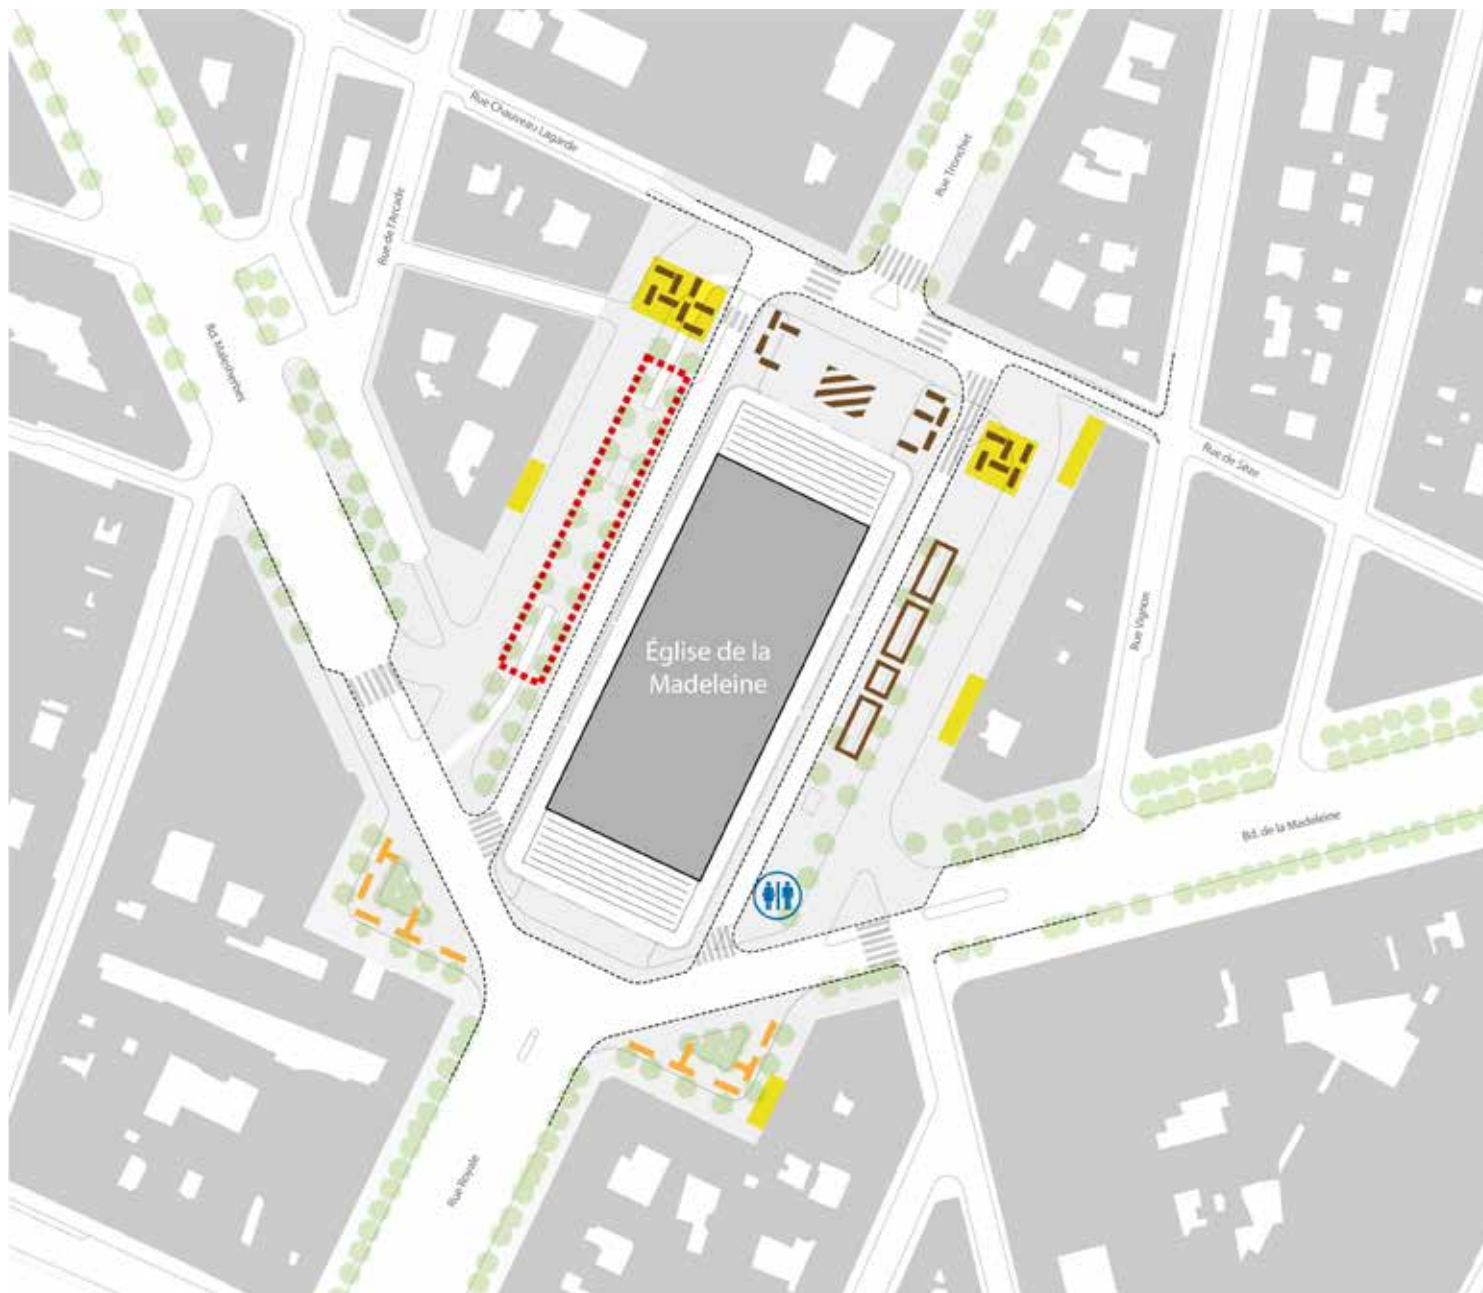 Rue Chauveau Lagarde
Rue Tronchet
Rue de l'Arcade
Bd. Malesherbes
Rue de Sèze
Rue Vignon
Église de la
Madeleine
Bd. de la Madeleine
Rue Royale